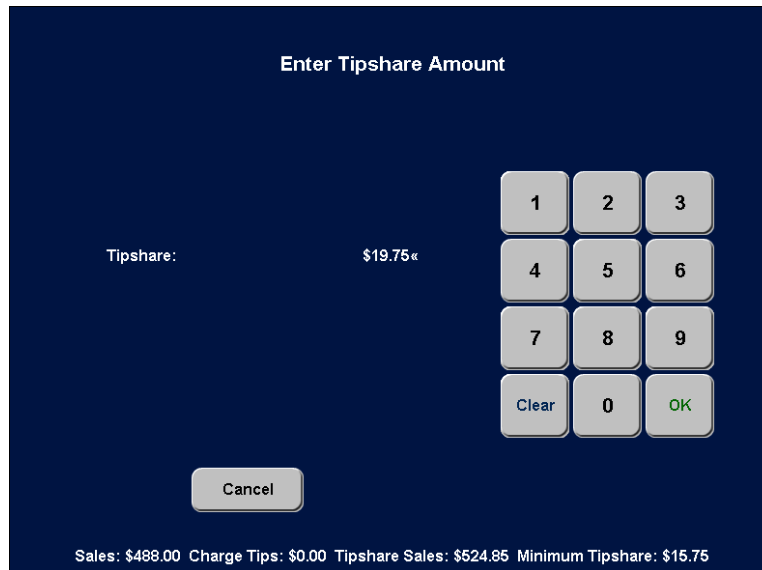 Enter Tipshare Amount
1 2 3
Tipshare: $19.75«
4 5 6
7 8 9
Clear 0 OK
Cancel
Sales: $488.00 Charge Tips: $0.00 Tipshare Sales: $524.85 Minimum Tipshare: $15.75